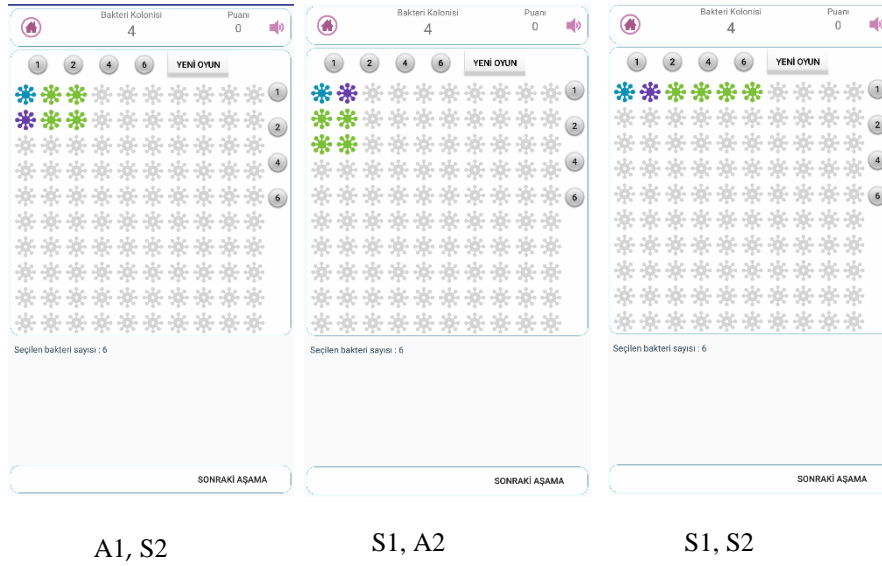 Bakteri Kolonisi
4
Puanı
0
1 2 4 6 YENİ OYUN
1
2
4
6
Seçilen bakteri sayısı : 6
SONRAKİ AŞAMA
A1, S2
Bakteri Kolonisi
4
Puanı
0
1 2 4 6 YENİ OYUN
1
2
4
6
Seçilen bakteri sayısı : 6
SONRAKİ AŞAMA
S1, A2
Bakteri Kolonisi
4
Puanı
0
1 2 4 6 YENİ OYUN
1
2
4
6
Seçilen bakteri sayısı : 6
SONRAKİ AŞAMA
S1, S2